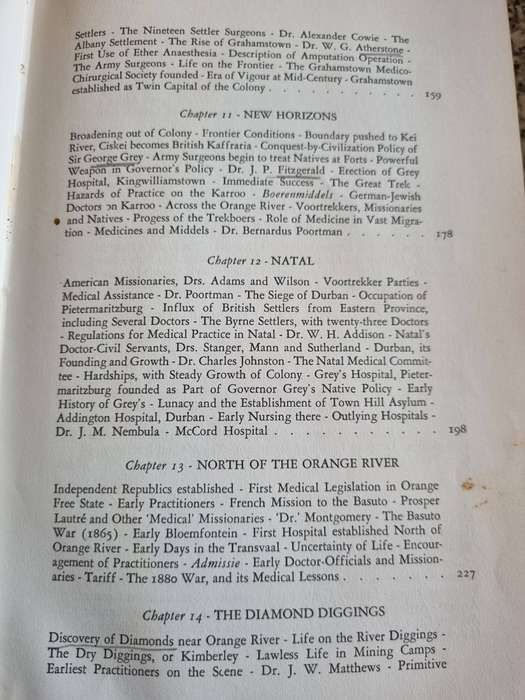 Settlers - The Nineteen Settler Surgeons - Dr. Alexander Cowie - The
Albany Settlement - The Rise of Grahamstown - Dr. W. G. Atherstone -
First Use of Ether Anaesthesia - Description of Amputation Operation -
The Army Surgeons - Life on the Frontier - The Grahamstown Medico-
Chirurgical Society founded - Era of Vigour at Mid-Century - Grahamstown
established as Twin Capital of the Colony . . . . . . . . . 159
Chapter 11 - NEW HORIZONS
Broadening out of Colony - Frontier Conditions - Boundary pushed to Kei
River, Ciskei becomes British Kaffraria - Conquest-by-Civilization Policy of
Sir George Grey - Army Surgeons begin to treat Natives at Forts - Powerful
Weapon in Governor's Policy - Dr. J. P. Fitzgerald - Erection of Grey
Hospital, Kingwilliamstown - Immediate Success - The Great Trek -
Hazards of Practice on the Karroo - Boerenmiddels - German-Jewish
Doctors on Karroo - Across the Orange River - Voortrekkers, Missionaries
and Natives - Progess of the Trekboers - Role of Medicine in Vast Migra-
tion - Medicines and Middels - Dr. Bernardus Poortman . . . . . . 178
Chapter 12 - NATAL
American Missionaries, Drs. Adams and Wilson - Voortrekker Parties -
Medical Assistance - Dr. Poortman - The Siege of Durban - Occupation of
Pietermaritzburg - Influx of British Settlers from Eastern Province,
including Several Doctors - The Byrne Settlers, with twenty-three Doctors
- Regulations for Medical Practice in Natal - Dr. W. H. Addison - Natal's
Doctor-Civil Servants, Drs. Stanger, Mann and Sutherland - Durban, its
Founding and Growth - Dr. Charles Johnston - The Natal Medical Commit-
tee - Hardships, with Steady Growth of Colony - Grey's Hospital, Pieter-
maritzburg founded as Part of Governor Grey's Native Policy - Early
History of Grey's - Lunacy and the Establishment of Town Hill Asylum -
Addington Hospital, Durban - Early Nursing there - Outlying Hospitals -
Dr. J. M. Nembula - McCord Hospital . . . . . . . . . . 198
Chapter 13 - NORTH OF THE ORANGE RIVER
Independent Republics established - First Medical Legislation in Orange
Free State - Early Practitioners - French Mission to the Basuto - Prosper
Lautré and Other 'Medical' Missionaries - 'Dr.' Montgomery - The Basuto
War (1865) - Early Bloemfontein - First Hospital established North of
Orange River - Early Days in the Transvaal - Uncertainty of Life - Encour-
agement of Practitioners - Admissie - Early Doctor-Officials and Mission-
aries - Tariff - The 1880 War, and its Medical Lessons . . . . . . . 227
Chapter 14 - THE DIAMOND DIGGINGS
Discovery of Diamonds near Orange River - Life on the River Diggings -
The Dry Diggings, or Kimberley - Lawless Life in Mining Camps -
Earliest Practitioners on the Scene - Dr. J. W. Matthews - Primitive